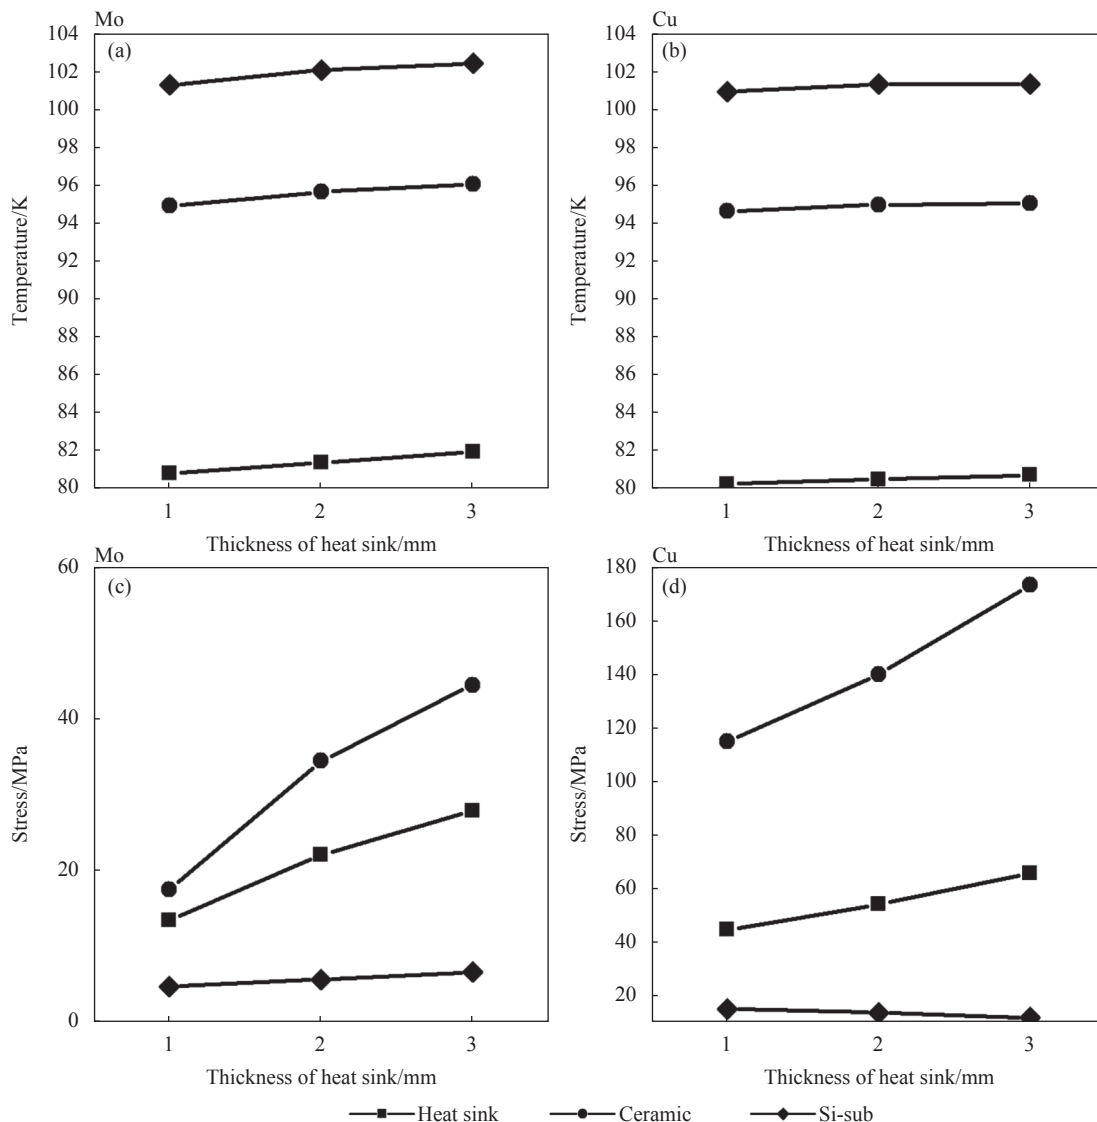 Mo
(a)
104
102
100
98
96
94
92
90
88
86
84
82
80
Temperature/K
1 2 3
Thickness of heat sink/mm
Cu
(b)
104
102
100
98
96
94
92
90
88
86
84
82
80
Temperature/K
1 2 3
Thickness of heat sink/mm
Mo
(c)
60
40
20
0
Stress/MPa
1 2 3
Thickness of heat sink/mm
Cu
(d)
180
160
140
120
100
80
60
40
20
Stress/MPa
1 2 3
Thickness of heat sink/mm
Heat sink Ceramic Si-sub